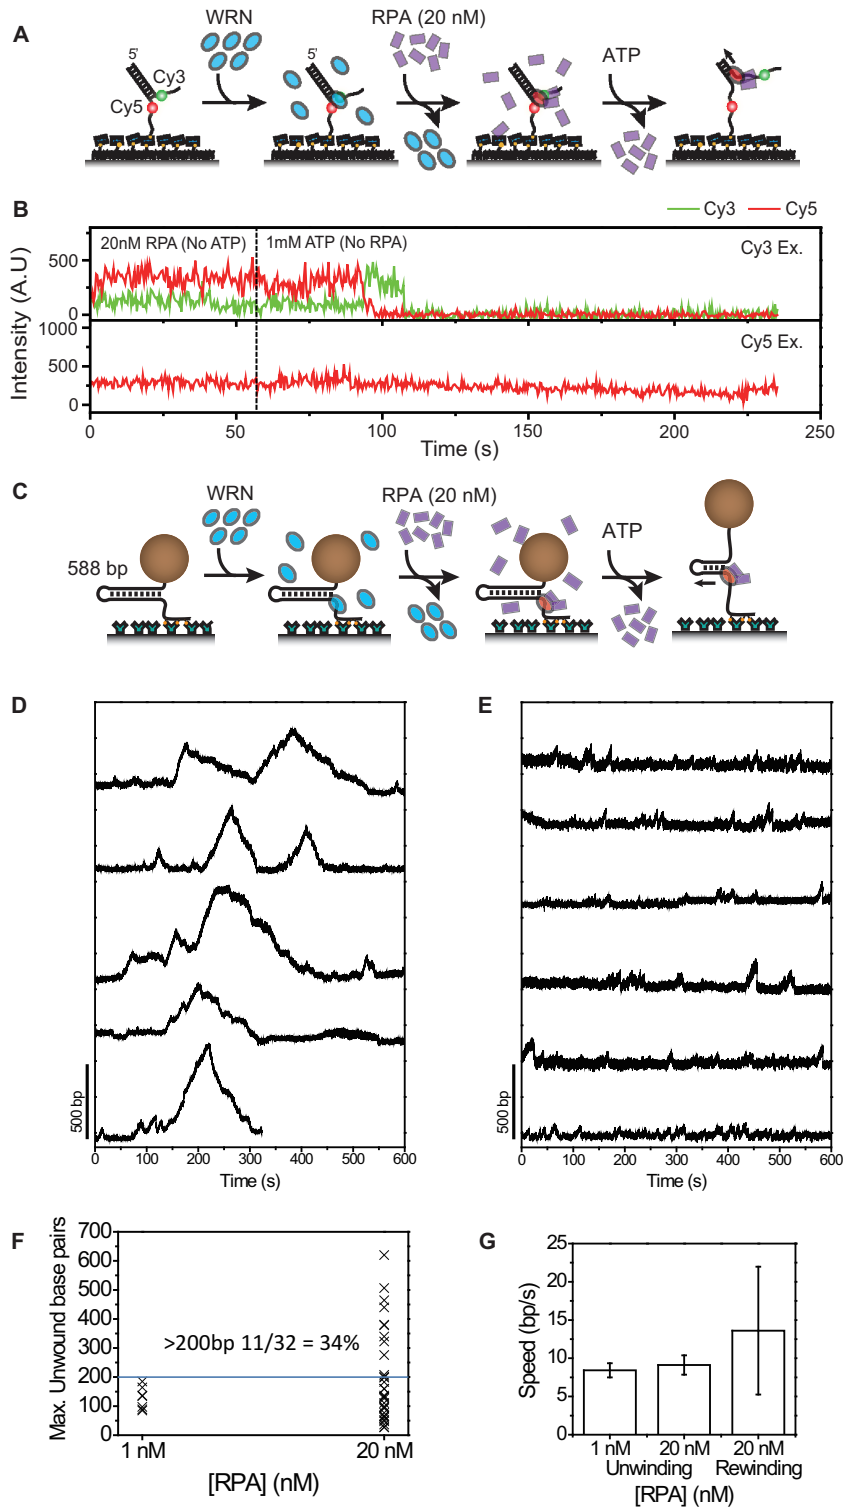 A
WRN
RPA (20 nM)
ATP
5'
5'
Cy3
Cy5
B
Cy3
Cy5
20nM RPA (No ATP)
1mM ATP (No RPA)
Cy3 Ex.
500
0
Intensity (A.U)
1000
Cy5 Ex.
500
0
0 50 100 150 200 250
Time (s)
C
WRN
RPA (20 nM)
ATP
588 bp
D
500 bp
0 100 200 300 400 500 600
Time (s)
E
500 bp
0 100 200 300 400 500 600
Time (s)
F
Max. Unwound base pairs
700
600
500
400
300
200
100
0
>200bp 11/32 = 34%
1 nM 20 nM
[RPA] (nM)
G
Speed (bp/s)
25
20
15
10
5
0
1 nM 20 nM 20 nM
Unwinding Rewinding
[RPA] (nM)